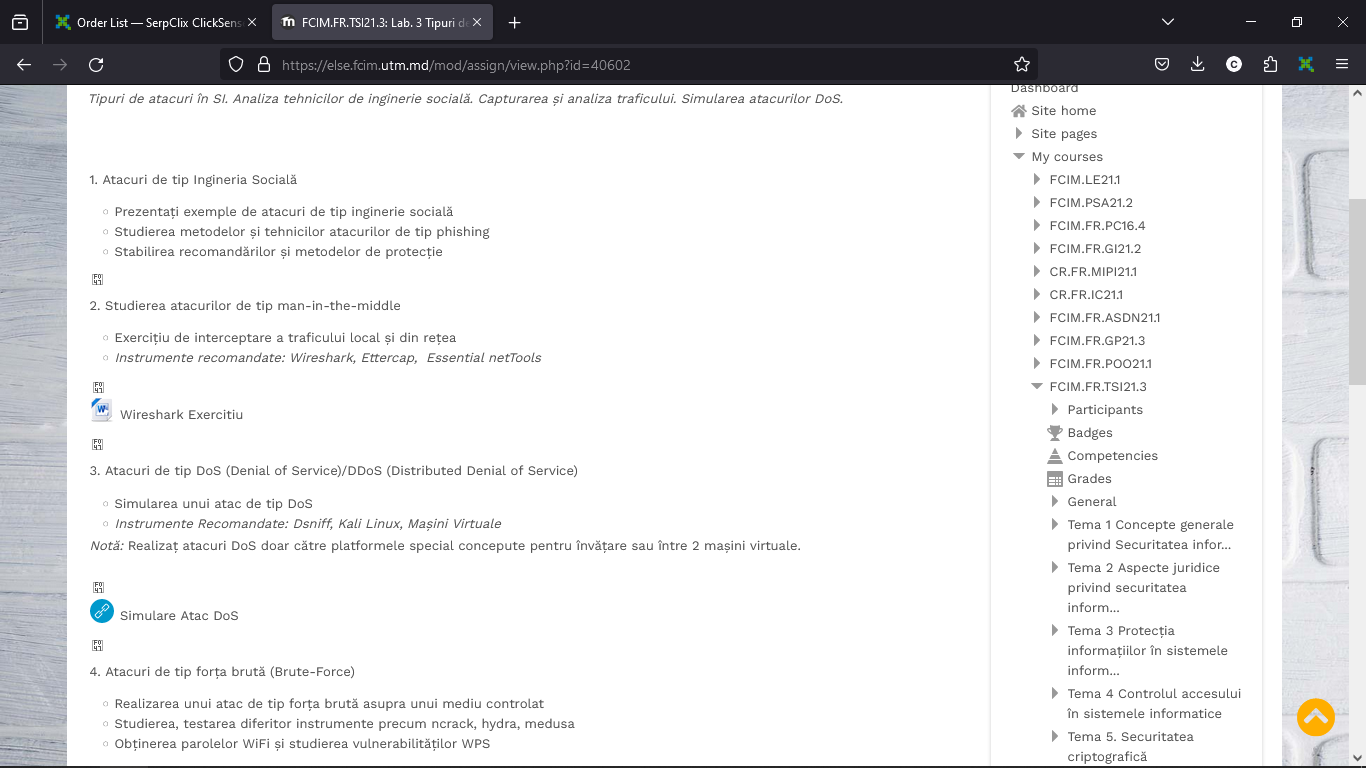 Order List — SerpClix ClickSens
FCIM.FR.TSI21.3: Lab. 3 Tipuri de
https://else.fcim.utm.md/mod/assign/view.php?id=40602
Tipuri de atacuri în SI. Analiza tehnicilor de inginerie socială. Capturarea și analiza traficului. Simularea atacurilor DoS.
1. Atacuri de tip Ingineria Socială
Prezentați exemple de atacuri de tip inginerie socială
Studierea metodelor și tehnicilor atacurilor de tip phishing
Stabilirea recomandărilor și metodelor de protecție
2. Studierea atacurilor de tip man-in-the-middle
Exercițiu de interceptare a traficului local și din rețea
Instrumente recomandate: Wireshark, Ettercap, Essential netTools
Wireshark Exercitiu
3. Atacuri de tip DoS (Denial of Service)/DDoS (Distributed Denial of Service)
Simularea unui atac de tip DoS
Instrumente Recomandate: Dsniff, Kali Linux, Mașini Virtuale
Notă: Realizaț atacuri DoS doar către platformele special concepute pentru învățare sau între 2 mașini virtuale.
Simulare Atac DoS
4. Atacuri de tip forța brută (Brute-Force)
Realizarea unui atac de tip forța brută asupra unui mediu controlat
Studierea, testarea diferitor instrumente precum ncrack, hydra, medusa
Obținerea parolelor WiFi și studierea vulnerabilităților WPS
Dashboard
Site home
Site pages
My courses
FCIM.LE21.1
FCIM.PSA21.2
FCIM.FR.PC16.4
FCIM.FR.GI21.2
CR.FR.MIPI21.1
CR.FR.IC21.1
FCIM.FR.ASDN21.1
FCIM.FR.GP21.3
FCIM.FR.POO21.1
FCIM.FR.TSI21.3
Participants
Badges
Competencies
Grades
General
Tema 1 Concepte generale
privind Securitatea infor...
Tema 2 Aspecte juridice
privind securitatea
inform...
Tema 3 Protecția
informațiilor în sistemele
inform...
Tema 4 Controlul accesului
în sistemele informatice
Tema 5. Securitatea
criptografică